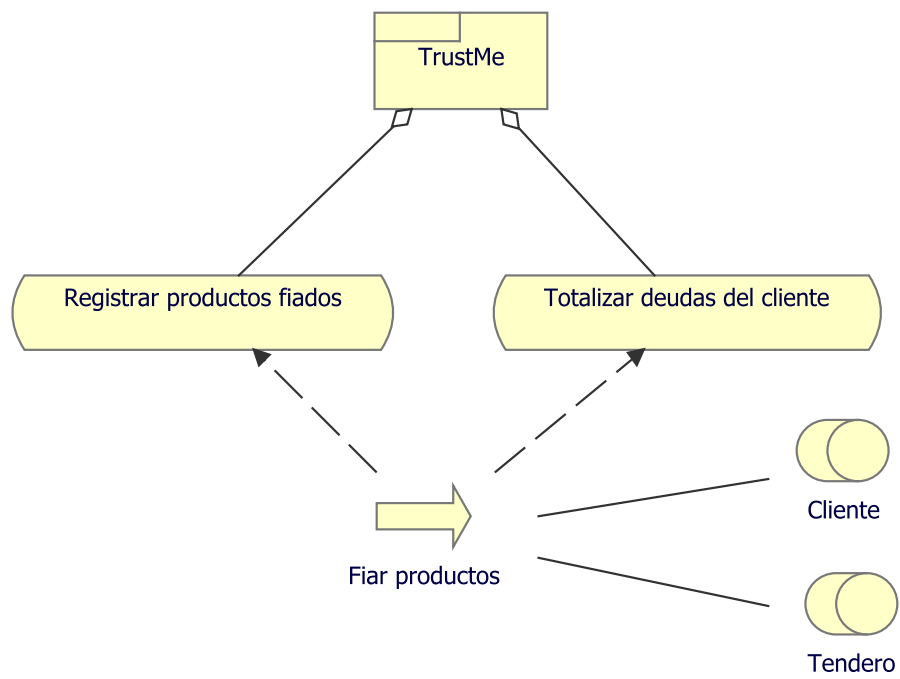 TrustMe
Registrar productos fiados
Totalizar deudas del cliente
Cliente
Fiar productos
Tendero